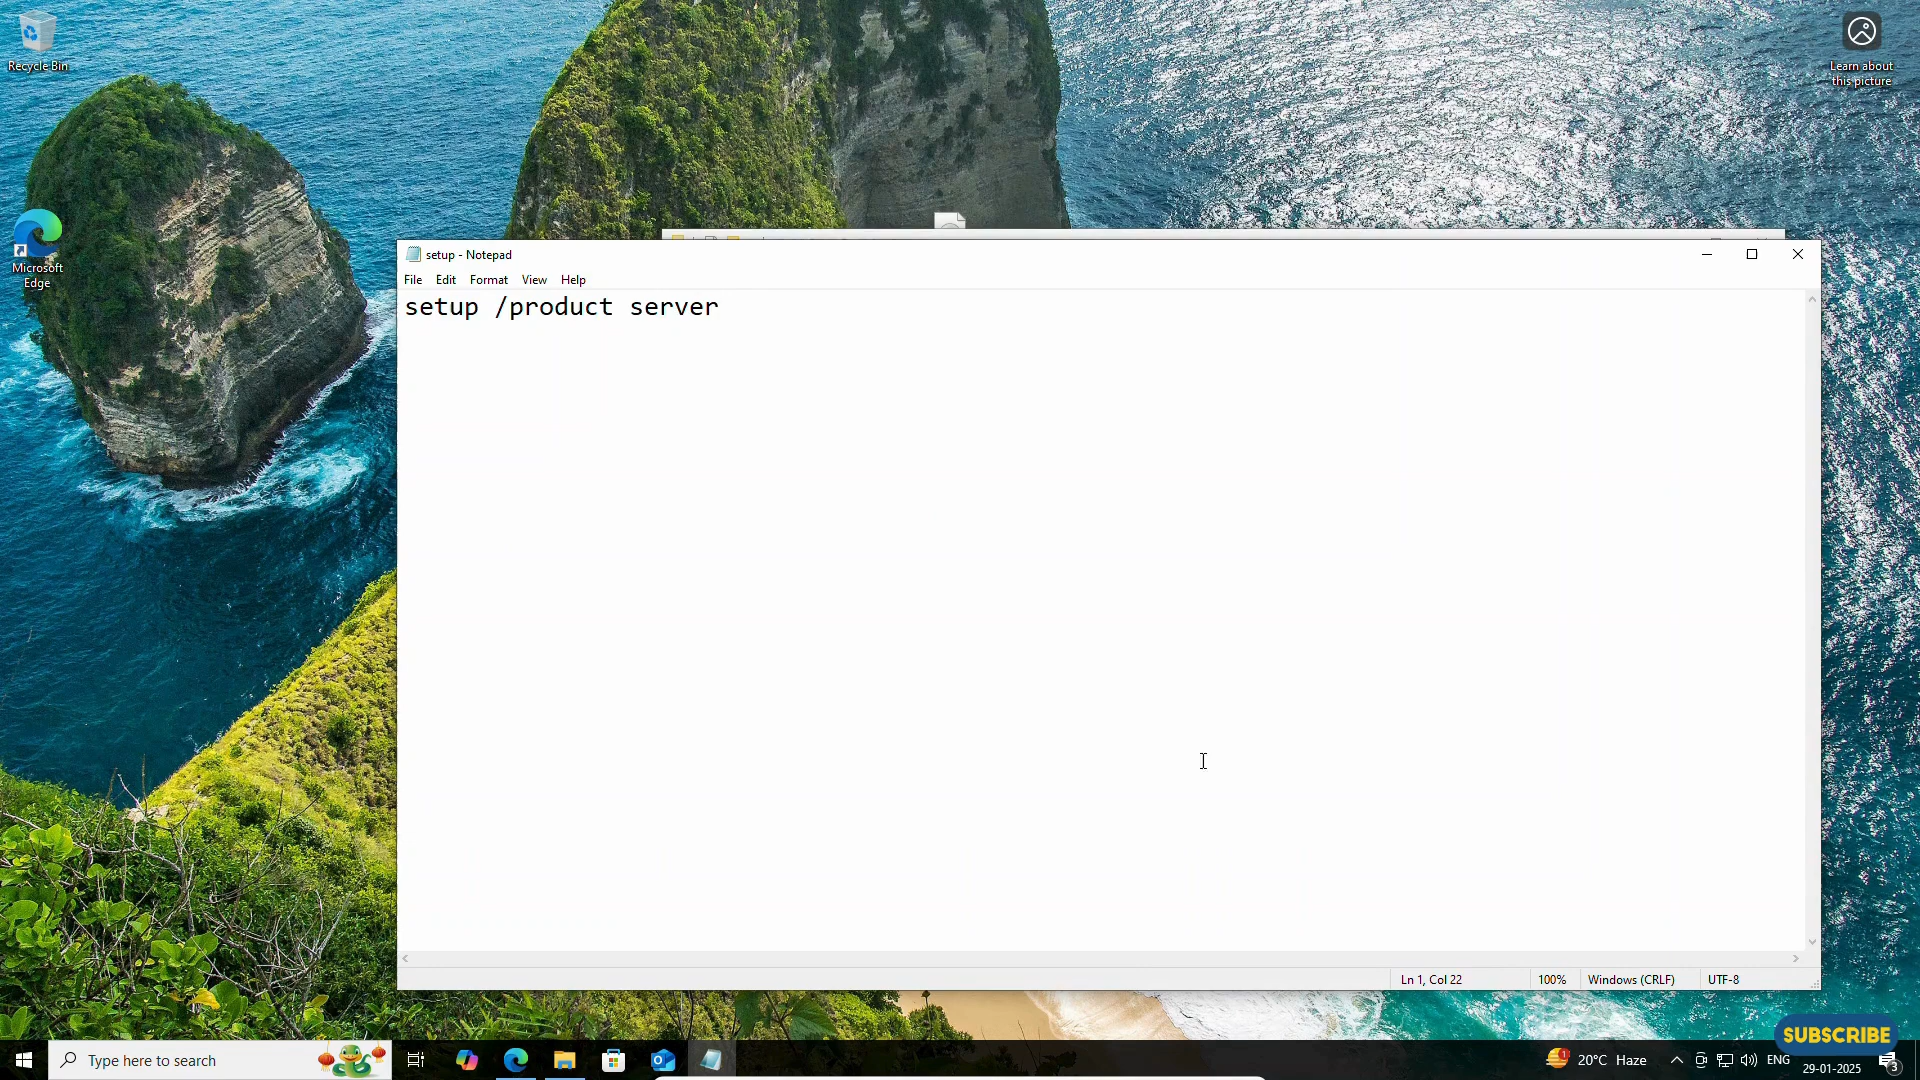 Recycle Bin
Learn about
this picture
Microsoft
Edge
setup - Notepad
File Edit Format View Help
setup /product server
Ln 1, Col 22
100%
Windows (CRLF)
UTF-8
Type here to search
1
20°C Haze
ENG
29-01-2025
3
SUBSCRIBE